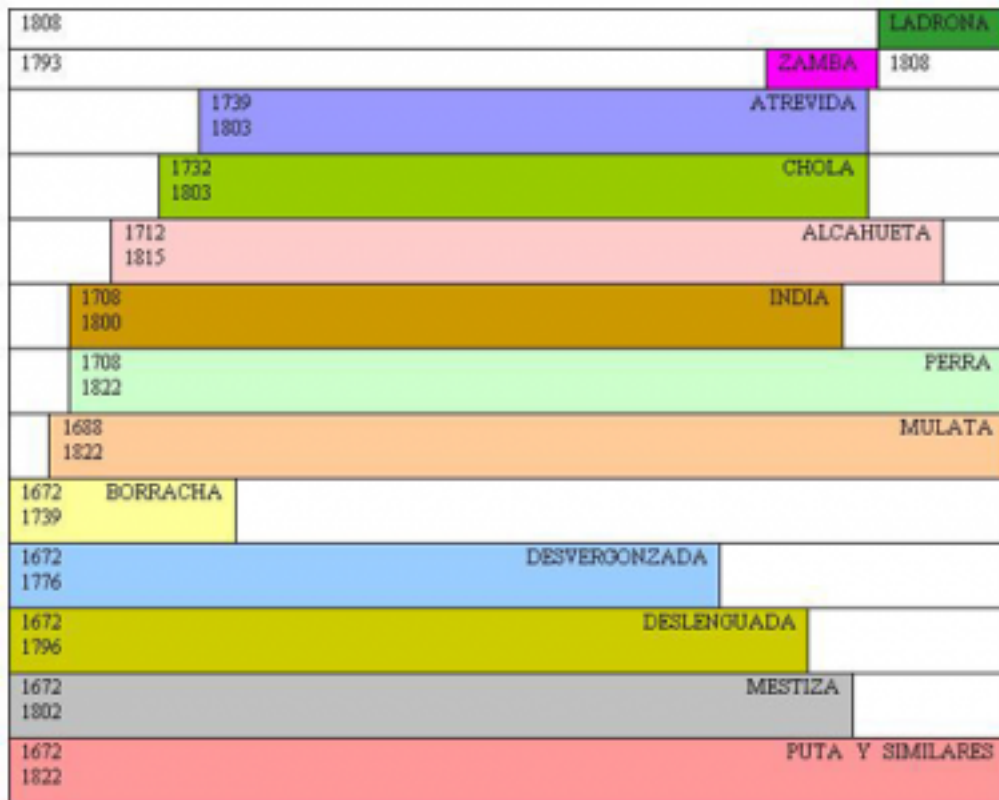 1808 LADRONA
1793 ZAMBA 1808
1739 ATREVIDA
1803
1732 CHOLA
1803
1712 ALCAHUETA
1815
1708 INDIA
1800
1708 PERRA
1822
1688 MULATA
1822
1672 BORRACHA
1739
1672 DESVERGONZADA
1776
1672 DESLENGUADA
1796
1672 MESTIZA
1802
1672 PUTA Y SIMILARES
1822